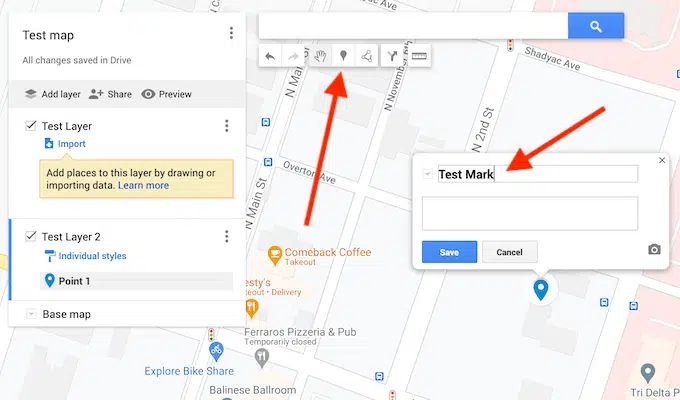 Test map
All changes saved in Drive
Add layer
Share
Preview
Test Layer
Import
Add places to this layer by drawing or
importing data. Learn more
Test Layer 2
Individual styles
Point 1
Base map
Test Mark
Save
Cancel
Shadyac Ave
N November 6th
N Main St
N 2nd St
Overton Ave
N Main St
Comeback Coffee
Takeout
esty's
keout • Delivery
Ferraros Pizzeria & Pub
Temporarily closed
Explore Bike Share
Balinese Ballroom
Tri Delta P